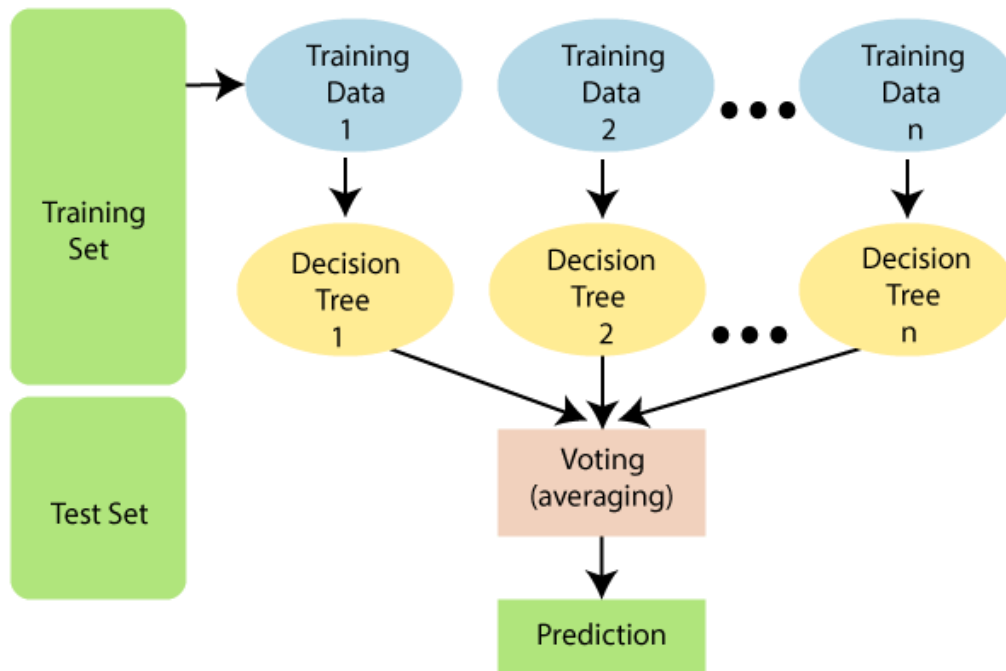 Training
Set
Test Set
Training
Data
1
Training
Data
2
Training
Data
n
Decision
Tree
1
Decision
Tree
2
Decision
Tree
n
Voting
(averaging)
Prediction